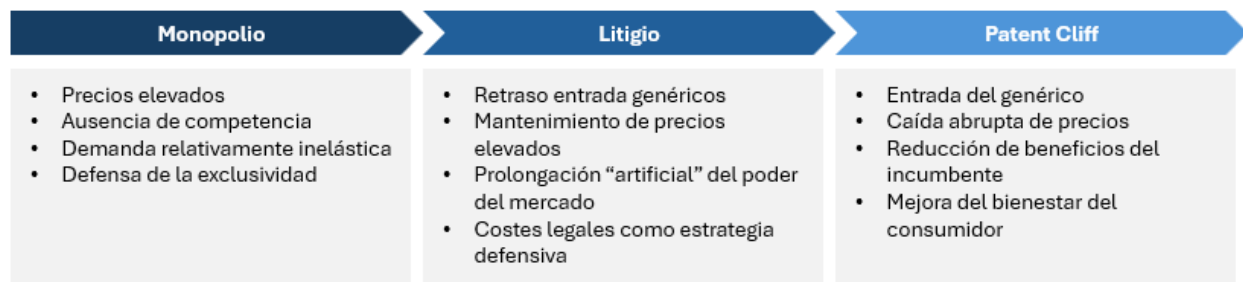 Monopolio
• Precios elevados
• Ausencia de competencia
• Demanda relativamente inelástica
• Defensa de la exclusividad
Litigio
• Retraso entrada genéricos
• Mantenimiento de precios
elevados
• Prolongación “artificial” del poder
del mercado
• Costes legales como estrategia
defensiva
Patent Cliff
• Entrada del genérico
• Caída abrupta de precios
• Reducción de beneficios del
incumbente
• Mejora del bienestar del
consumidor